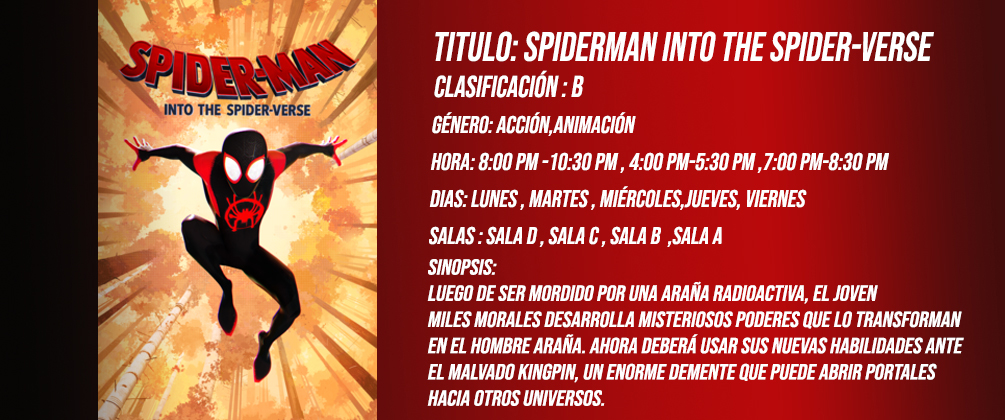 SPIDER-MAN
INTO THE SPIDER-VERSE
TITULO: SPIDERMAN INTO THE SPIDER-VERSE
CLASIFICACIÓN : B
GÉNERO: ACCIÓN,ANIMACIÓN
HORA: 8:00 PM -10:30 PM , 4:00 PM-5:30 PM ,7:00 PM-8:30 PM
DIAS: LUNES , MARTES , MIÉRCOLES,JUEVES, VIERNES
SALAS : SALA D , SALA C , SALA B ,SALA A
SINOPSIS:
LUEGO DE SER MORDIDO POR UNA ARAÑA RADIOACTIVA, EL JOVEN
MILES MORALES DESARROLLA MISTERIOSOS PODERES QUE LO TRANSFORMAN
EN EL HOMBRE ARAÑA. AHORA DEBERÁ USAR SUS NUEVAS HABILIDADES ANTE
EL MALVADO KINGPIN, UN ENORME DEMENTE QUE PUEDE ABRIR PORTALES
HACIA OTROS UNIVERSOS.